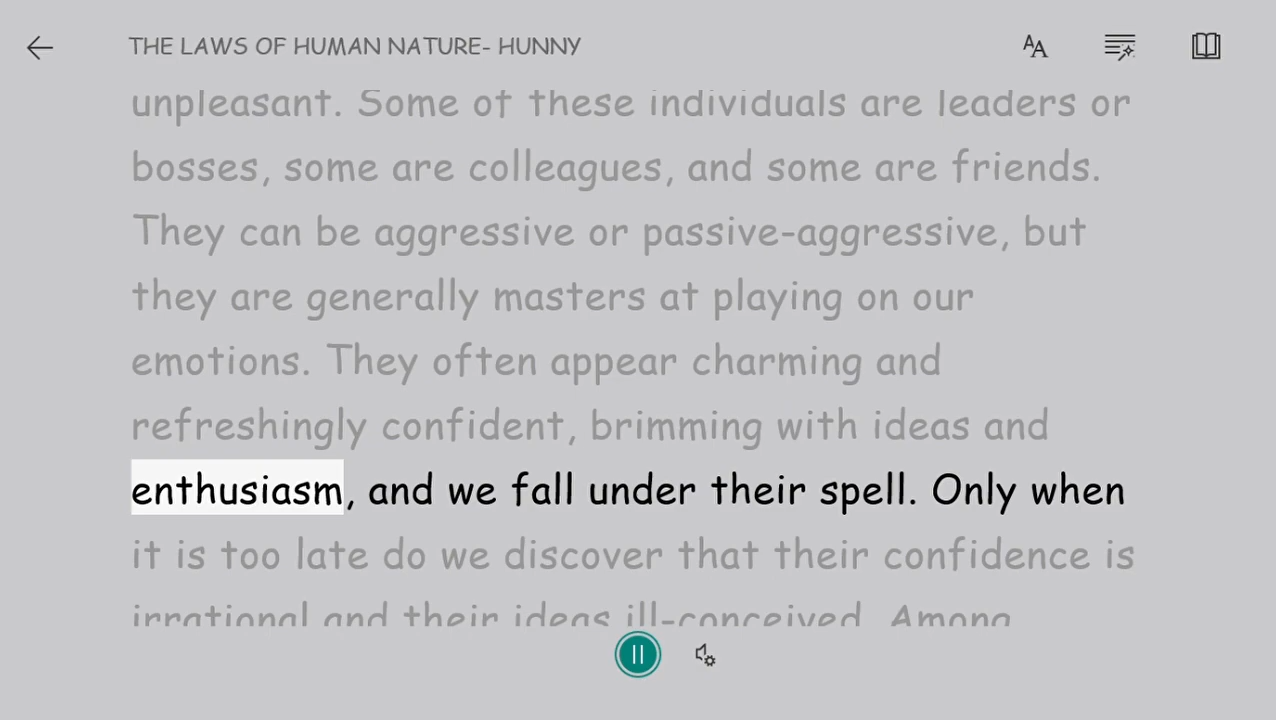 THE LAWS OF HUMAN NATURE- HUNNY
AA
unpleasant. Some of these individuals are leaders or
bosses, some are colleagues, and some are friends.
They can be aggressive or passive-aggressive, but
they are generally masters at playing on our
emotions. They often appear charming and
refreshingly confident, brimming with ideas and
enthusiasm, and we fall under their spell. Only when
it is too late do we discover that their confidence is
irrational and their ideas ill-conceived. Among